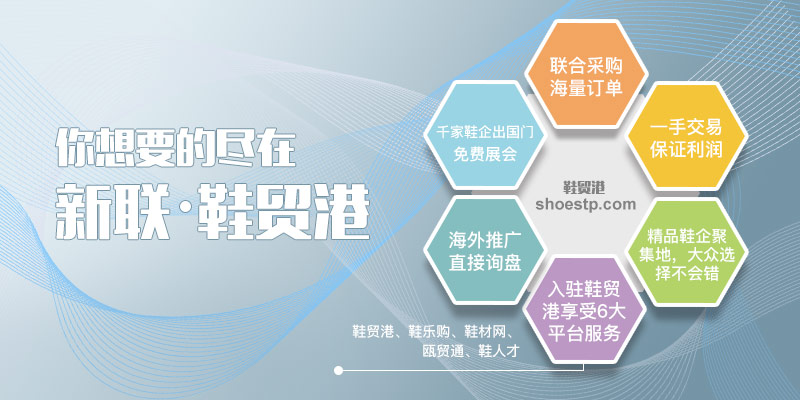 你想要的尽在
新联·鞋贸港
联合采购
海量订单
千家鞋企出国门
免费展会
一手交易
保证利润
鞋贸港
shoestp.com
海外推广
直接询盘
精品鞋企聚
集地，大众选
择不会错
入驻鞋贸
港享受6大
平台服务
鞋贸港、鞋乐购、鞋材网、
瓯贸通、鞋人才